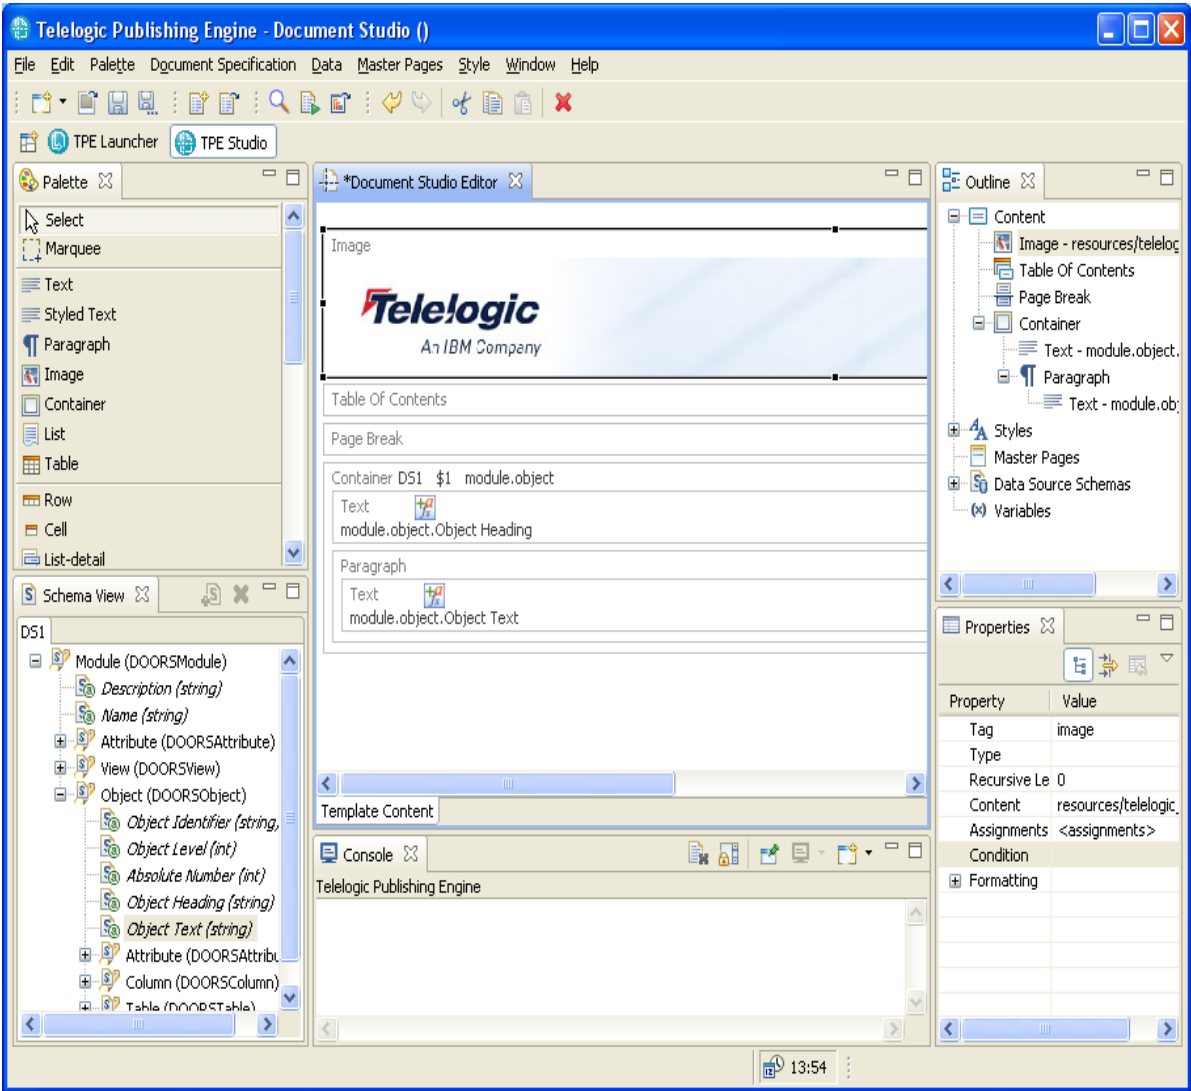 Telelogic Publishing Engine - Document Studio ()
File Edit Palette Document Specification Data Master Pages Style Window Help
TPE Launcher TPE Studio
Palette
Select
Marquee
Text
Styled Text
Paragraph
Image
Container
List
Table
Row
Cell
List-detail
Schema View
DS1
Module (DOORSModule)
Description (string)
Name (string)
Attribute (DOORSAttribute)
View (DOORSView)
Object (DOORSObject)
Object Identifier (string,
Object Level (int)
Absolute Number (int)
Object Heading (string)
Object Text (string)
Attribute (DOORSAttribu
Column (DOORSColumn)
Table (DOORSTable)
*Document Studio Editor
Image
Telelogic
An IBM Company
Table Of Contents
Page Break
Container DS1 $1 module.object
Text
module.object.Object Heading
Paragraph
Text
module.object.Object Text
Template Content
Console
Telelogic Publishing Engine
Outline
Content
Image - resources/telelogic
Table Of Contents
Page Break
Container
Text - module.object.
Paragraph
Text - module.obj
Styles
Master Pages
Data Source Schemas
(x) Variables
Properties
Property Value
Tag image
Type
Recursive Le 0
Content resources/telelogic_
Assignments <assignments>
Condition
Formatting
13:54